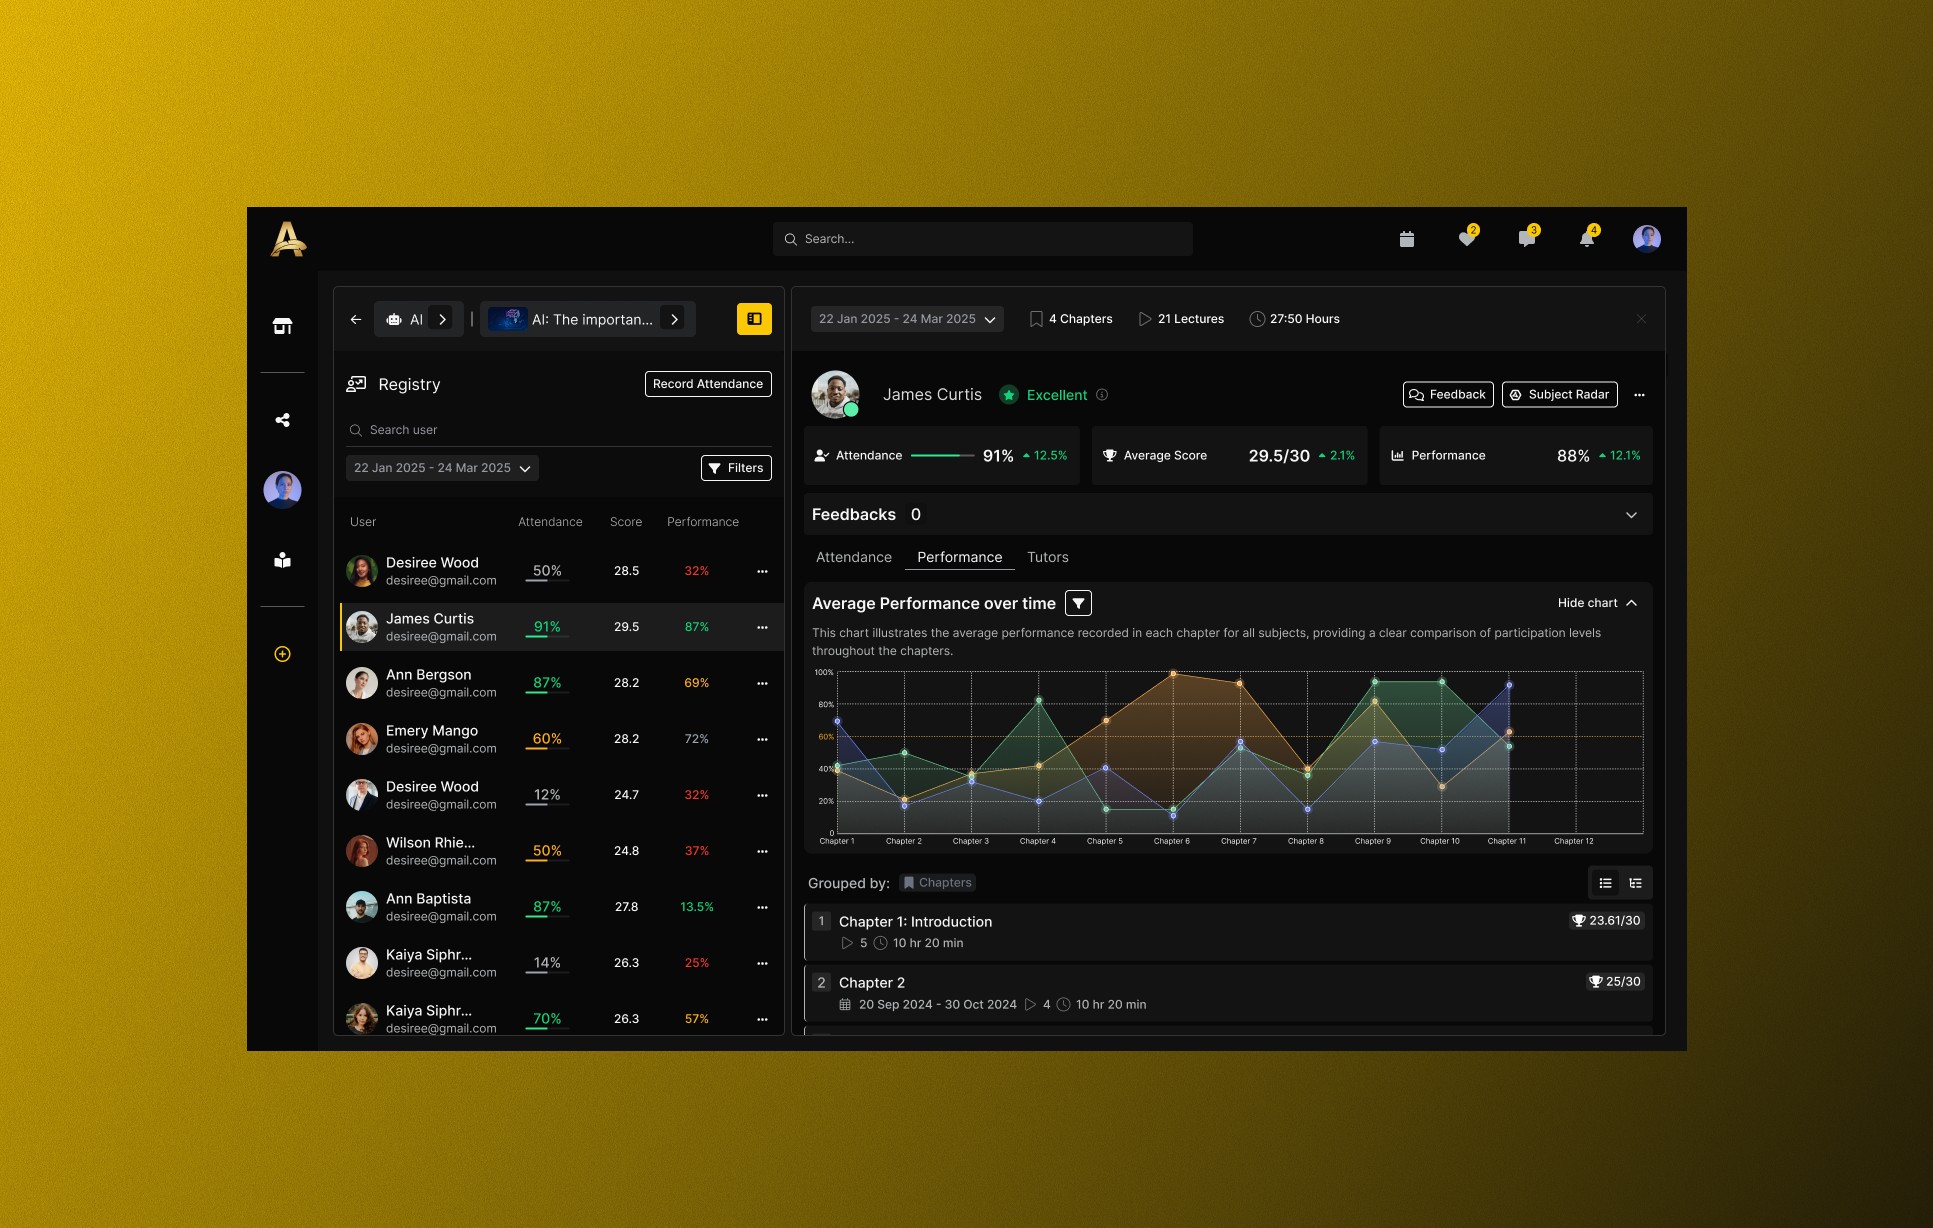 Search...
2
3
4
AI
|
AI: The importan...
Registry
Record Attendance
Search user
22 Jan 2025 - 24 Mar 2025
Filters
User Attendance Score Performance
Desiree Wood
desiree@gmail.com
50% 28.5 32%
James Curtis
desiree@gmail.com
91% 29.5 87%
Ann Bergson
desiree@gmail.com
87% 28.2 69%
Emery Mango
desiree@gmail.com
60% 28.2 72%
Desiree Wood
desiree@gmail.com
12% 24.7 32%
Wilson Rhie...
desiree@gmail.com
50% 24.8 37%
Ann Baptista
desiree@gmail.com
87% 27.8 13.5%
Kaiya Siphr...
desiree@gmail.com
14% 26.3 25%
Kaiya Siphr...
desiree@gmail.com
70% 26.3 57%
22 Jan 2025 - 24 Mar 2025
4 Chapters
21 Lectures
27:50 Hours
James Curtis
Excellent
Feedback
Subject Radar
Attendance 91% 12.5%
Average Score 29.5/30 2.1%
Performance 88% 12.1%
Feedbacks 0
Attendance Performance Tutors
Average Performance over time
Hide chart
This chart illustrates the average performance recorded in each chapter for all subjects, providing a clear comparison of participation levels
throughout the chapters.
100%
80%
60%
40%
20%
0
Chapter 1 Chapter 2 Chapter 3 Chapter 4 Chapter 5 Chapter 6 Chapter 7 Chapter 8 Chapter 9 Chapter 10 Chapter 11 Chapter 12
Grouped by: Chapters
1 Chapter 1: Introduction 23.61/30
5 10 hr 20 min
2 Chapter 2 25/30
20 Sep 2024 - 30 Oct 2024 4 10 hr 20 min